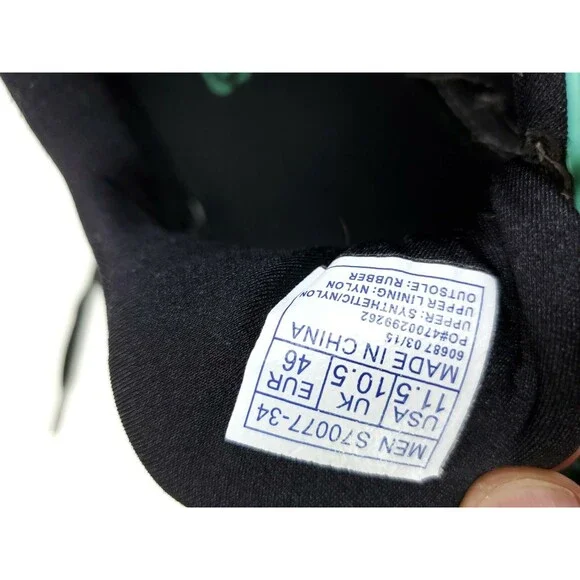 MEN S70077-34
USA UK EUR
11.5 10.5 46
MADE IN CHINA
60687 03/15
PO#4700299262
UPPER: SYNTHETIC/NYLON
UPPER LINING: NYLON
OUTSOLE: RUBBER